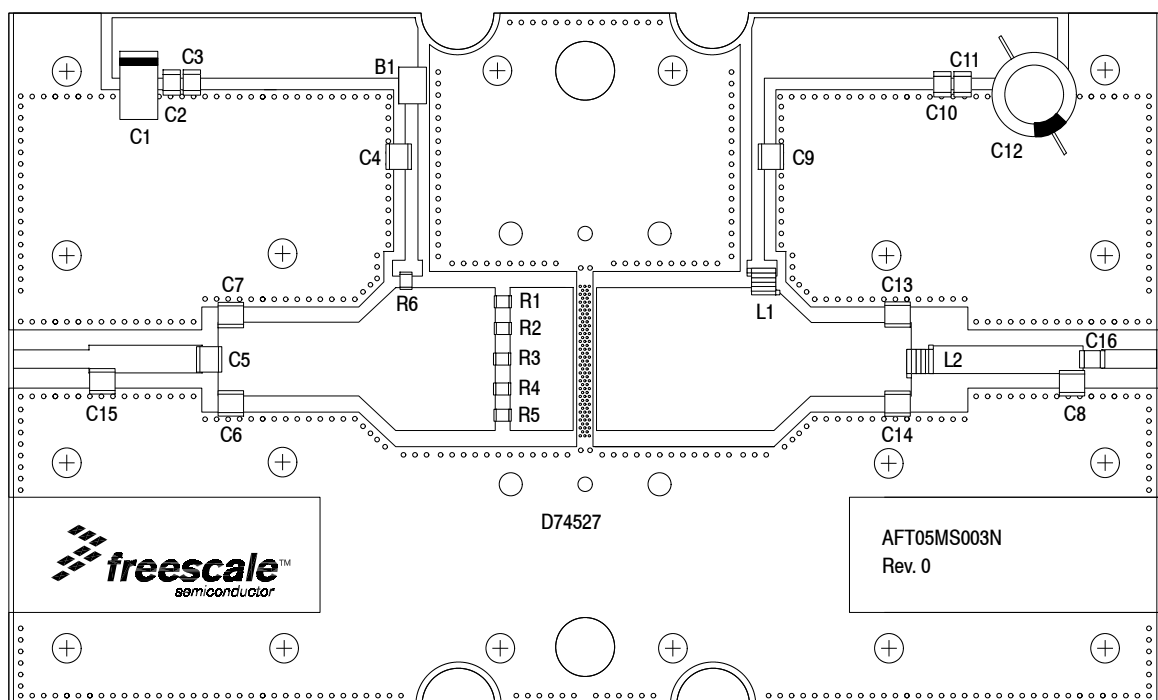 C3
C11
B1
C2
C10
C1
C12
C4
C9
C7
R6
R1
L1
C13
R2
C5
R3
L2
C16
R4
C15
C6
R5
C14
C8
D74527
AFT05MS003N
Rev. 0
freescale™
semiconductor